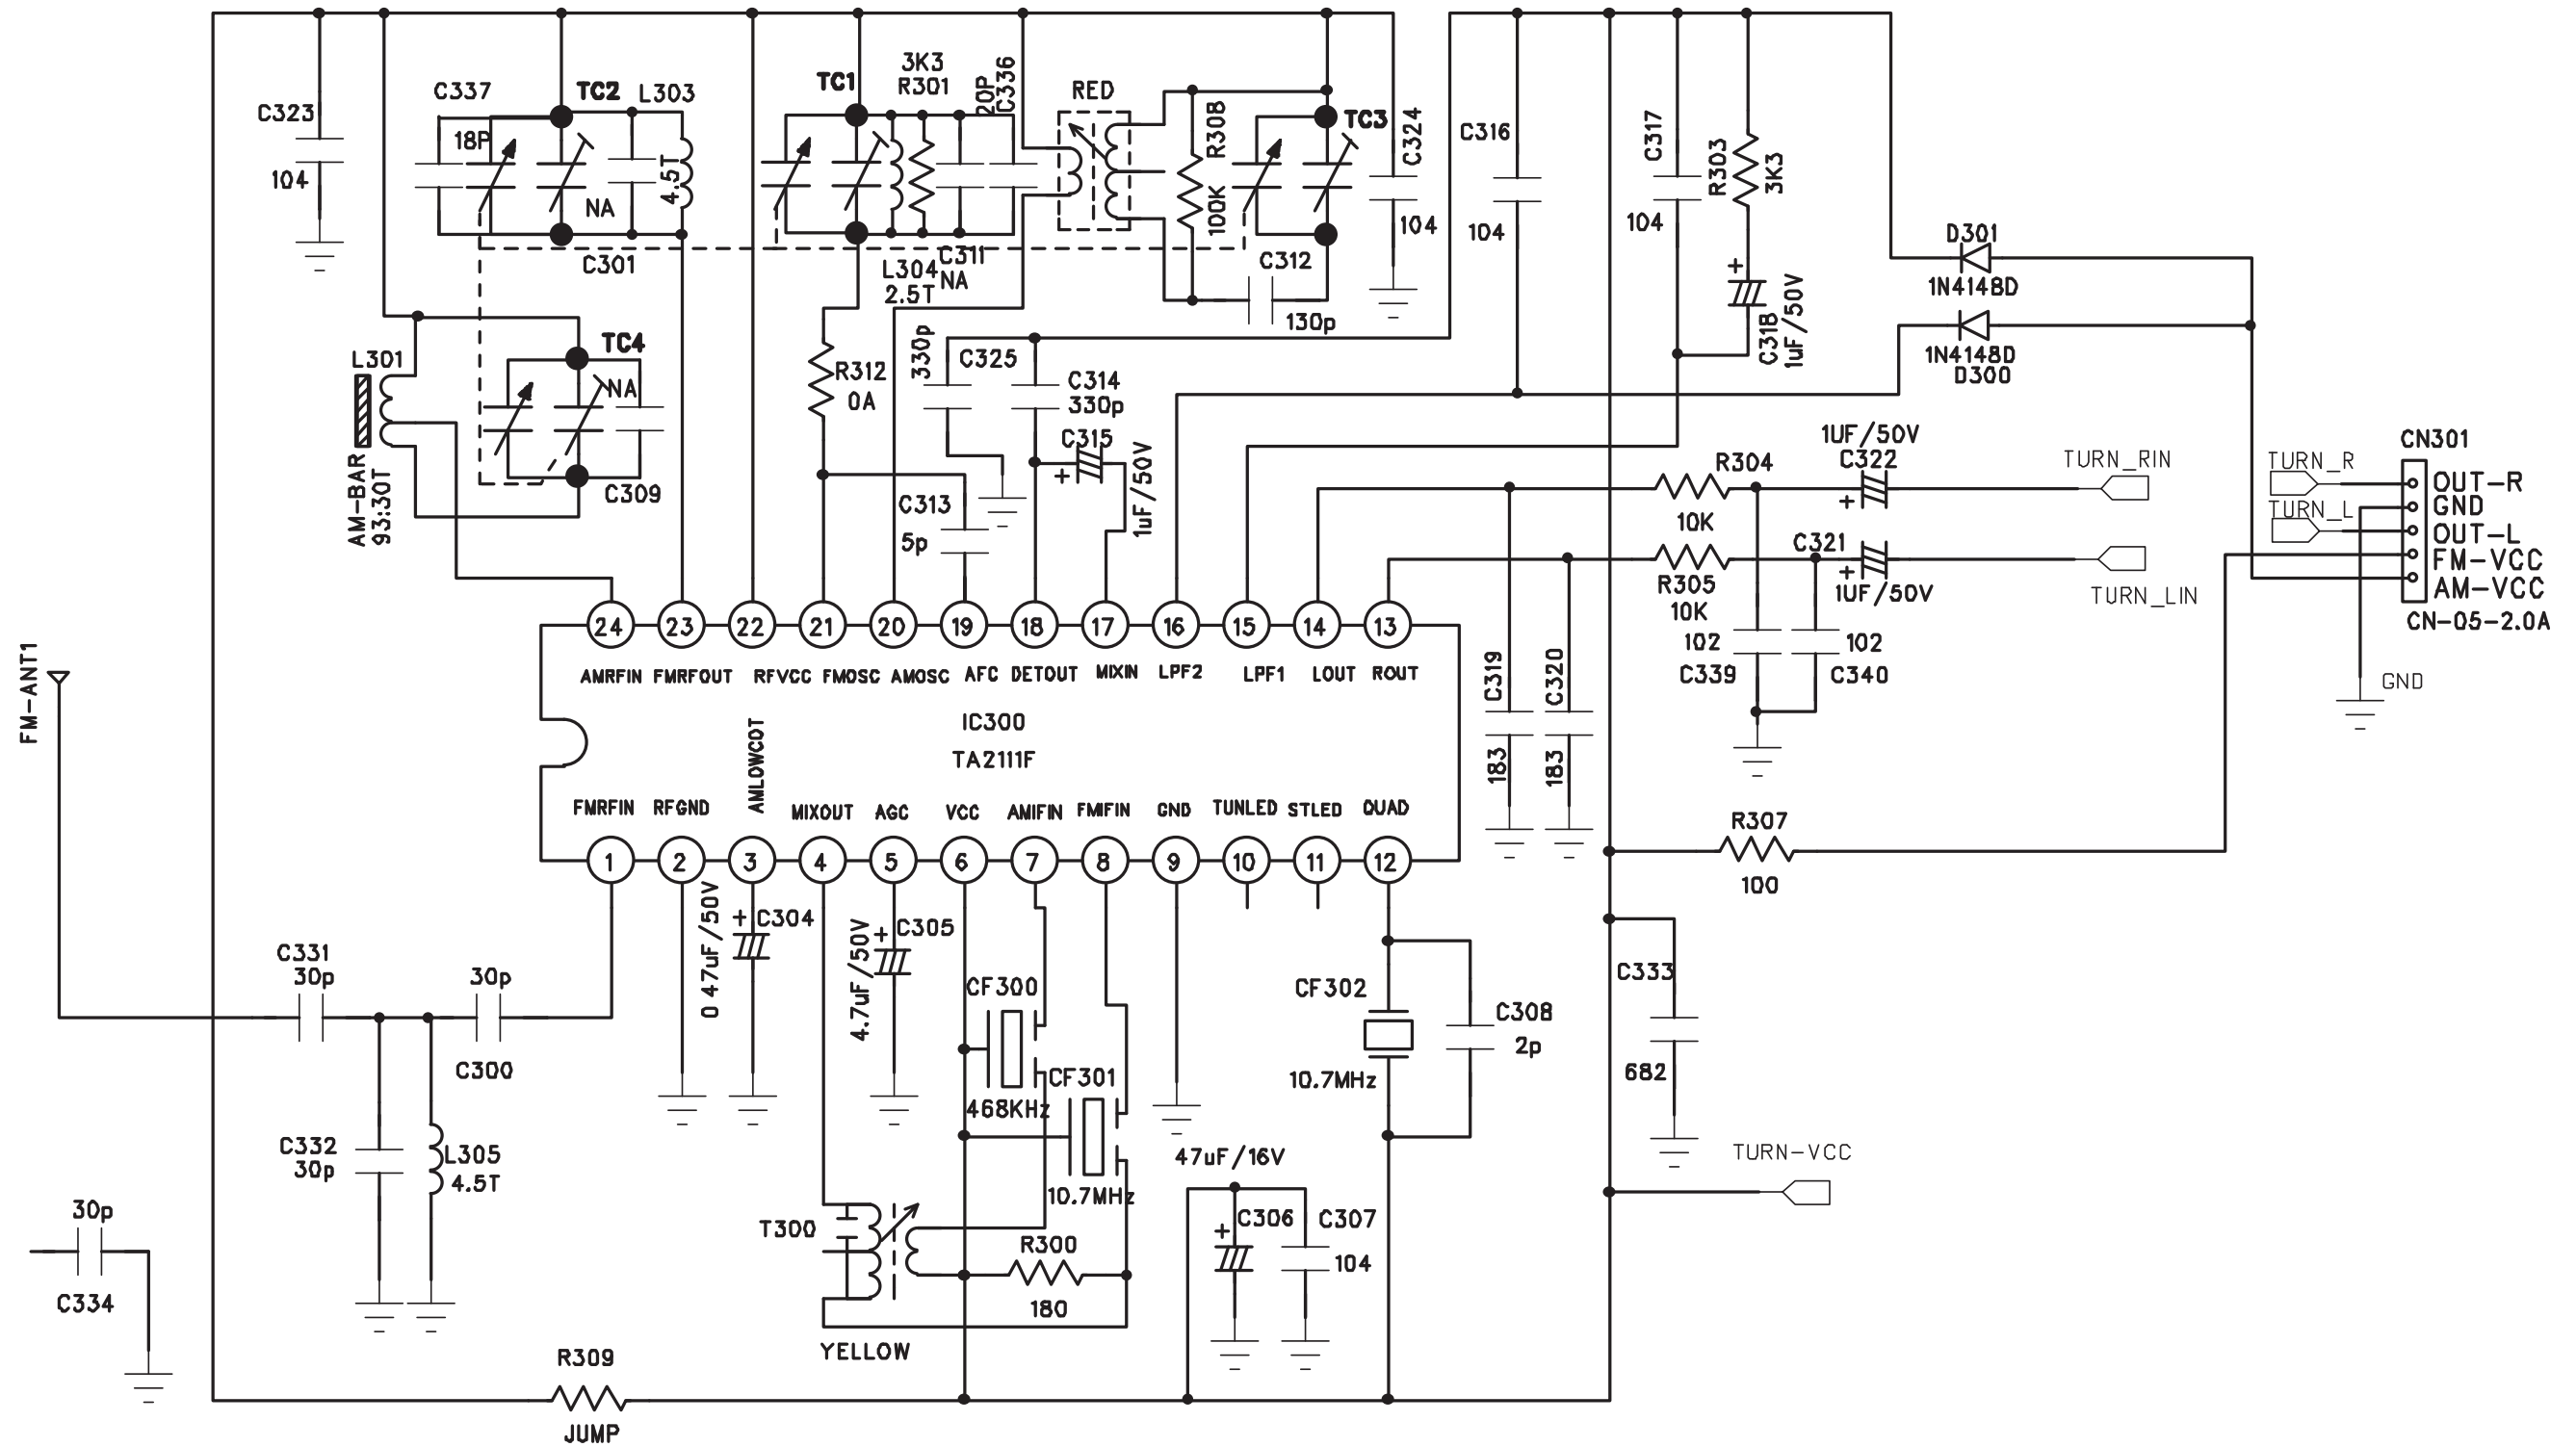 C323
104
C337
18P
TC2
L303
4.5T
NA
C301
TC1
3K3
R301
20P
C336
L304
2.5T
C311
NA
RED
R308
100K
TC3
C324
104
C312
130p
C316
104
C317
104
R303
3K3
C318
1uF/50V
D301
1N4148D
1N4148D
D300
L301
AM-BAR
93:30T
TC4
NA
C309
R312
0A
330p
C325
C314
330p
C315
1uF/50V
C313
5p
R304
10K
1UF/50V
C322
TURN_RIN
R305
10K
C321
1UF/50V
TURN_LIN
102
C339
102
C340
TURN_R
TURN_L
CN301
OUT-R
GND
OUT-L
FM-VCC
AM-VCC
CN-05-2.0A
GND
FM-ANT1
24 23 22 21 20 19 18 17 16 15 14 13
AMRFIN FMRFOUT RFVCC FMOSC AMOSC AFC DETOUT MIXIN LPF2 LPF1 LOUT ROUT
IC300
TA2111F
FMRFIN RFGND AMLOWCOT MIXOUT AGC VCC AMIFIN FMIFIN GND TUNLED STLED QUAD
1 2 3 4 5 6 7 8 9 10 11 12
C319
183
C320
183
R307
100
C331
30p
30p
C300
C332
30p
L305
4.5T
30p
C334
0 47uF/50V
C304
4.7uF/50V
C305
CF300
468KHz
CF301
10.7MHz
CF302
10.7MHz
C308
2p
C333
682
TURN-VCC
47uF/16V
C306
C307
104
T300
YELLOW
R300
180
R309
JUMP